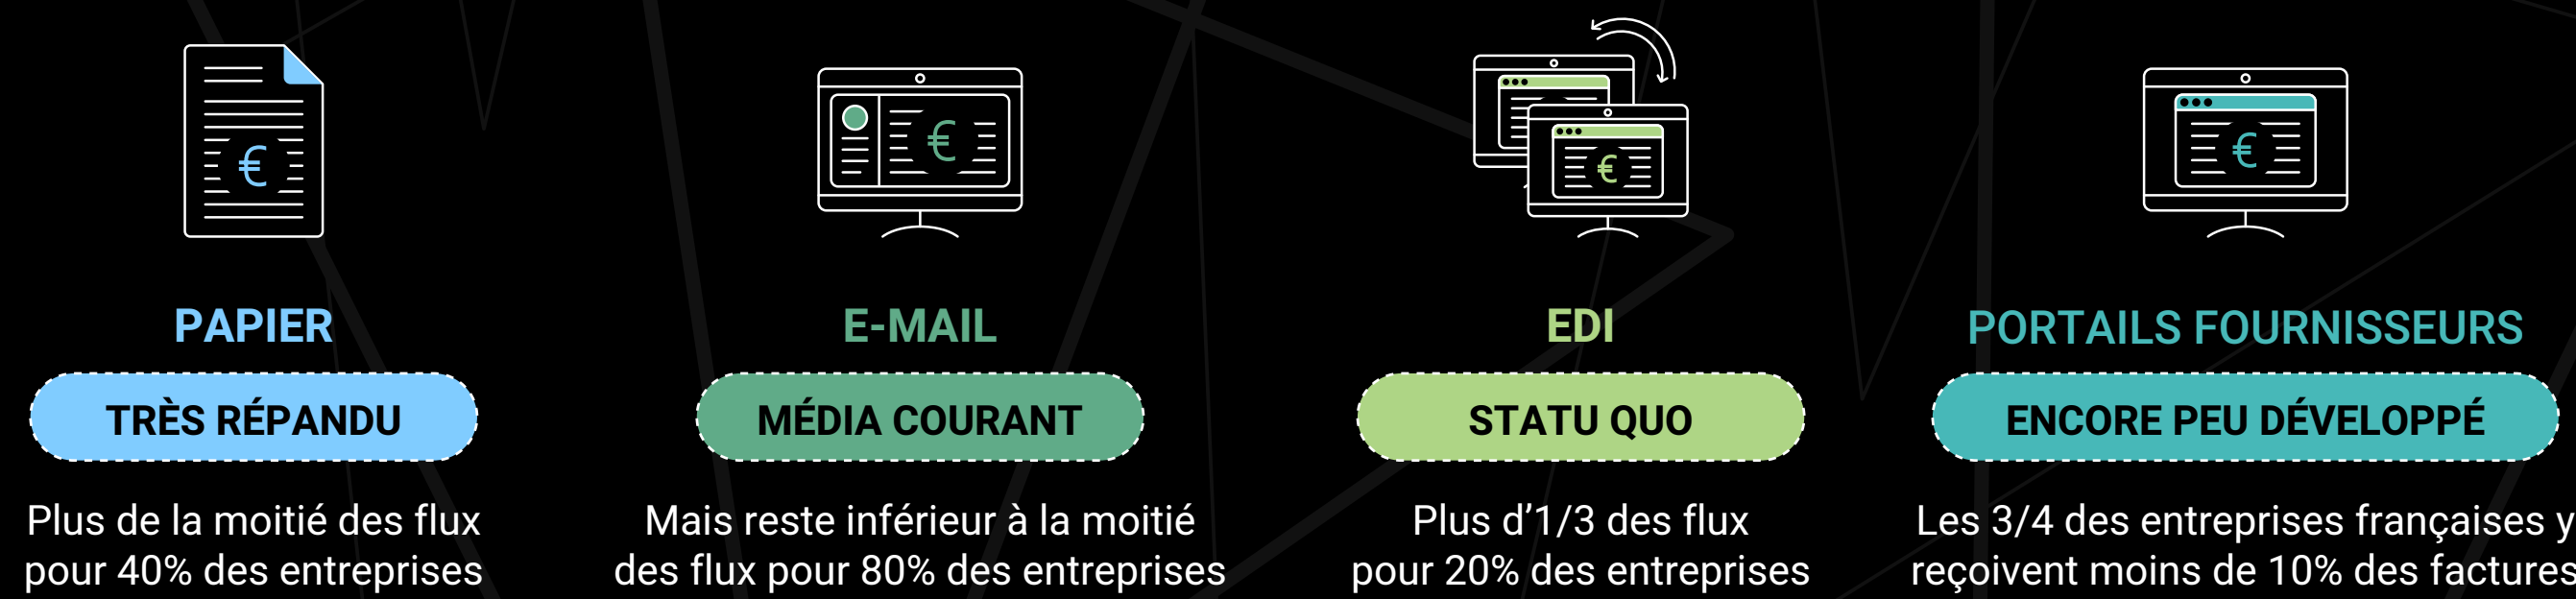 €
€
€
€
PAPIER
TRÈS RÉPANDU
Plus de la moitié des flux
pour 40% des entreprises
E-MAIL
MÉDIA COURANT
Mais reste inférieur à la moitié
des flux pour 80% des entreprises
EDI
STATU QUO
Plus d’1/3 des flux
pour 20% des entreprises
PORTAILS FOURNISSEURS
ENCORE PEU DÉVELOPPÉ
Les 3/4 des entreprises françaises y
reçoivent moins de 10% des factures